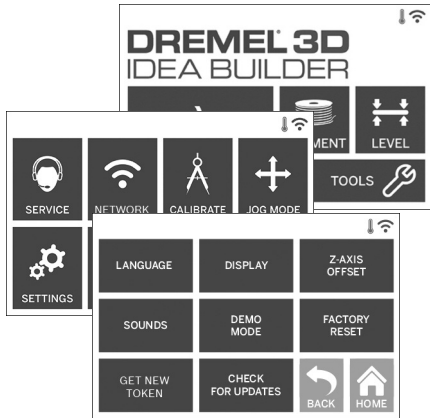 DREMEL 3D
IDEA BUILDER
MENT
LEVEL
TOOLS
SERVICE
NETWORK
CALIBRATE
JOG MODE
SETTINGS
LANGUAGE
DISPLAY
Z-AXIS
OFFSET
SOUNDS
DEMO
MODE
FACTORY
RESET
GET NEW
TOKEN
CHECK
FOR UPDATES
BACK
HOME